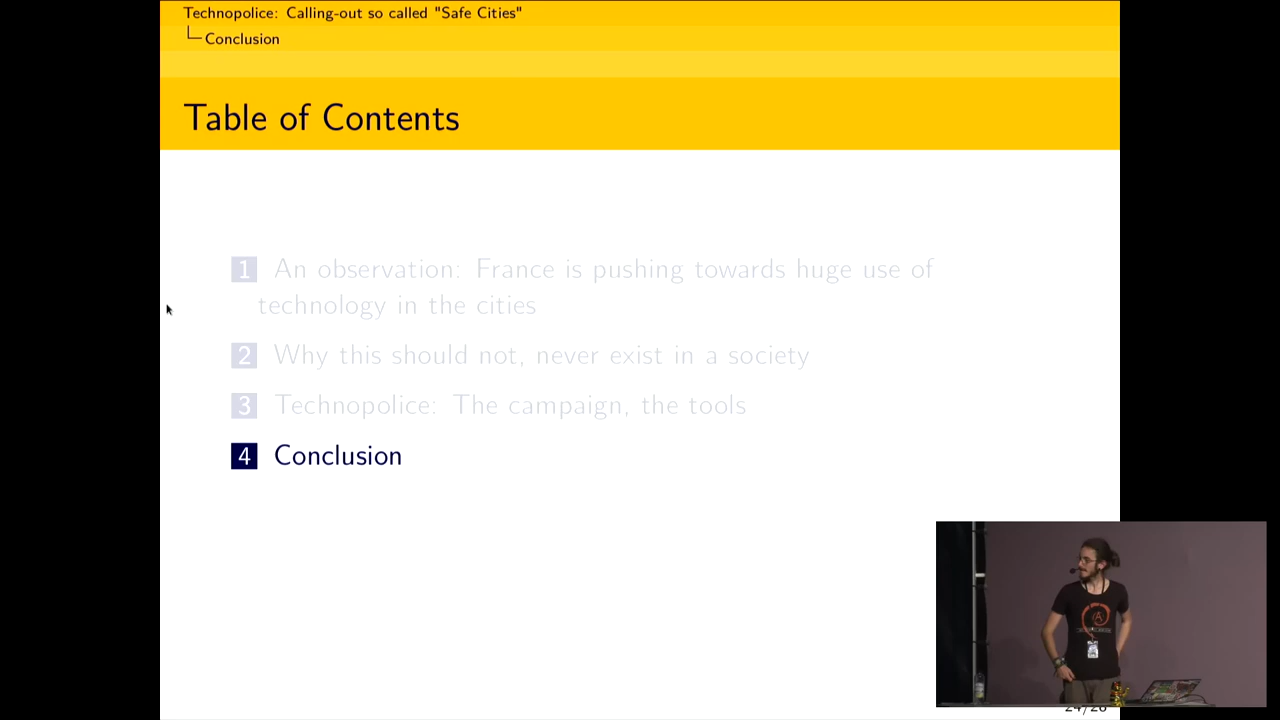 Technopolice: Calling-out so called "Safe Cities"
Conclusion
Table of Contents
1 An observation: France is pushing towards huge use of
technology in the cities
2 Why this should not, never exist in a society
3 Technopolice: The campaign, the tools
4 Conclusion